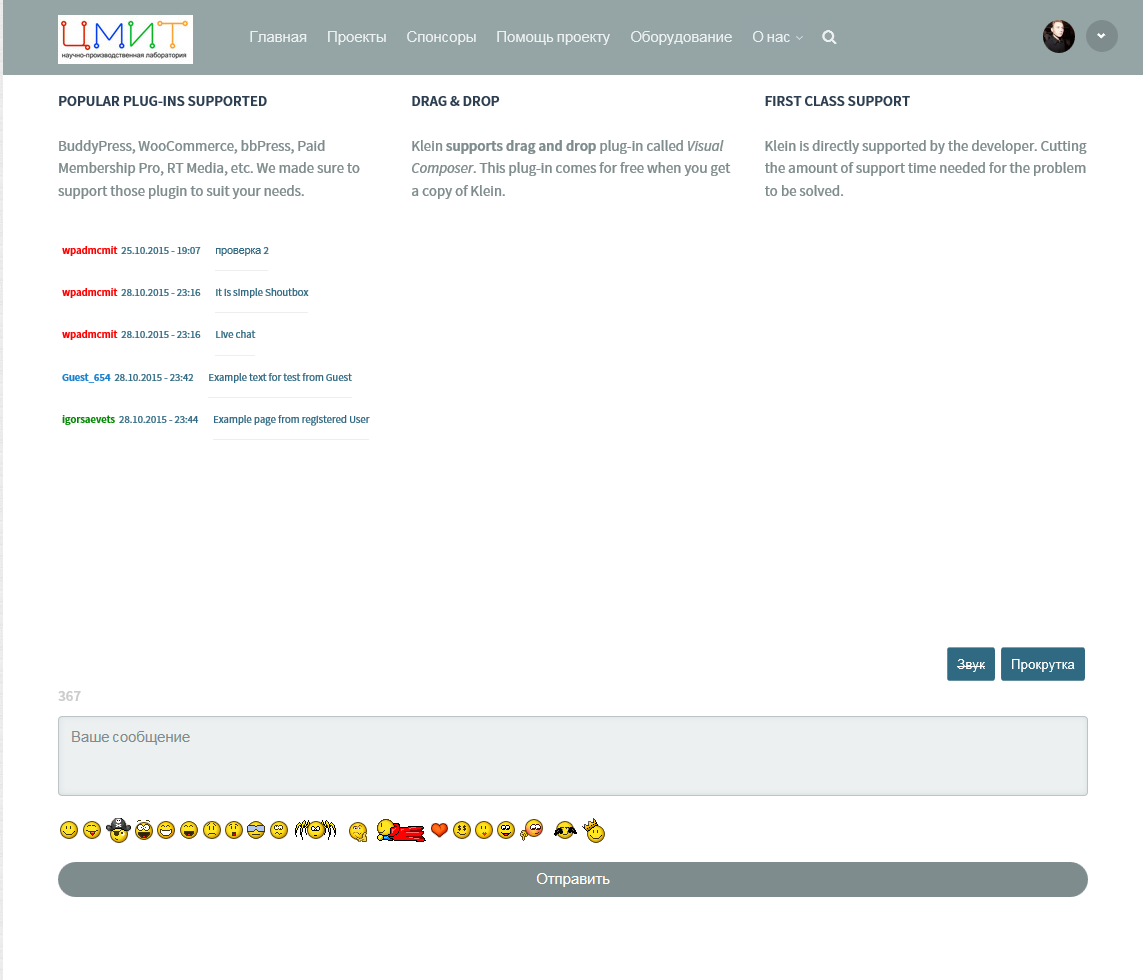 ЦМИТ
научно-производственная лаборатория
Главная Проекты Спонсоры Помощь проекту Оборудование О нас
POPULAR PLUG-INS SUPPORTED
BuddyPress, WooCommerce, bbPress, Paid
Membership Pro, RT Media, etc. We made sure to
support those plugin to suit your needs.
DRAG & DROP
Klein supports drag and drop plug-in called Visual
Composer. This plug-in comes for free when you get
a copy of Klein.
FIRST CLASS SUPPORT
Klein is directly supported by the developer. Cutting
the amount of support time needed for the problem
to be solved.
wpadmcmit 25.10.2015 - 19:07 проверка 2
wpadmcmit 28.10.2015 - 23:16 It is simple Shoutbox
wpadmcmit 28.10.2015 - 23:16 Live chat
Guest_654 28.10.2015 - 23:42 Example text for test from Guest
igorsaevets 28.10.2015 - 23:44 Example page from registered User
Звук Прокрутка
367
Ваше сообщение
Отправить